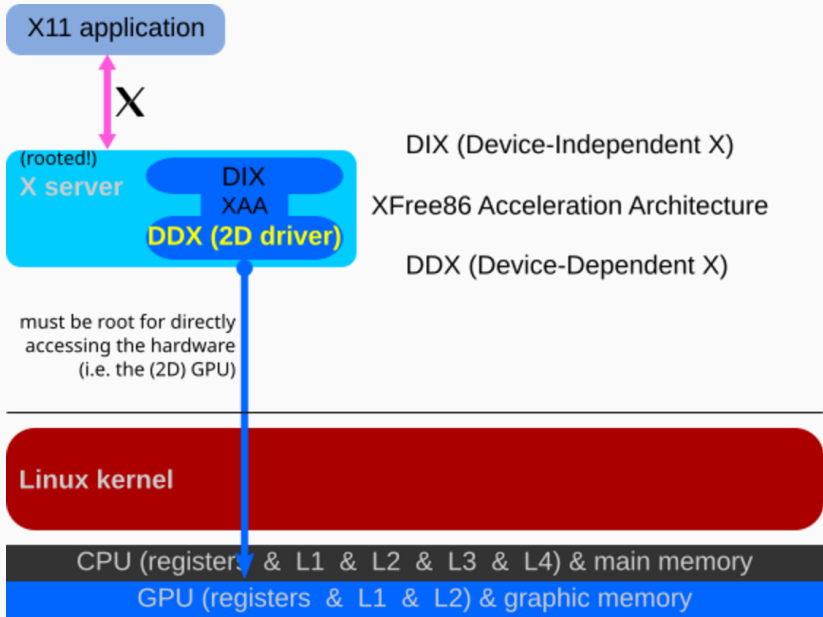 X11 application
X
(rooted!)
X server
DIX
XAA
DDX (2D driver)
DIX (Device-Independent X)
XFree86 Acceleration Architecture
DDX (Device-Dependent X)
must be root for directly
accessing the hardware
(i.e. the (2D) GPU)
Linux kernel
CPU (registers & L1 & L2 & L3 & L4) & main memory
GPU (registers & L1 & L2) & graphic memory